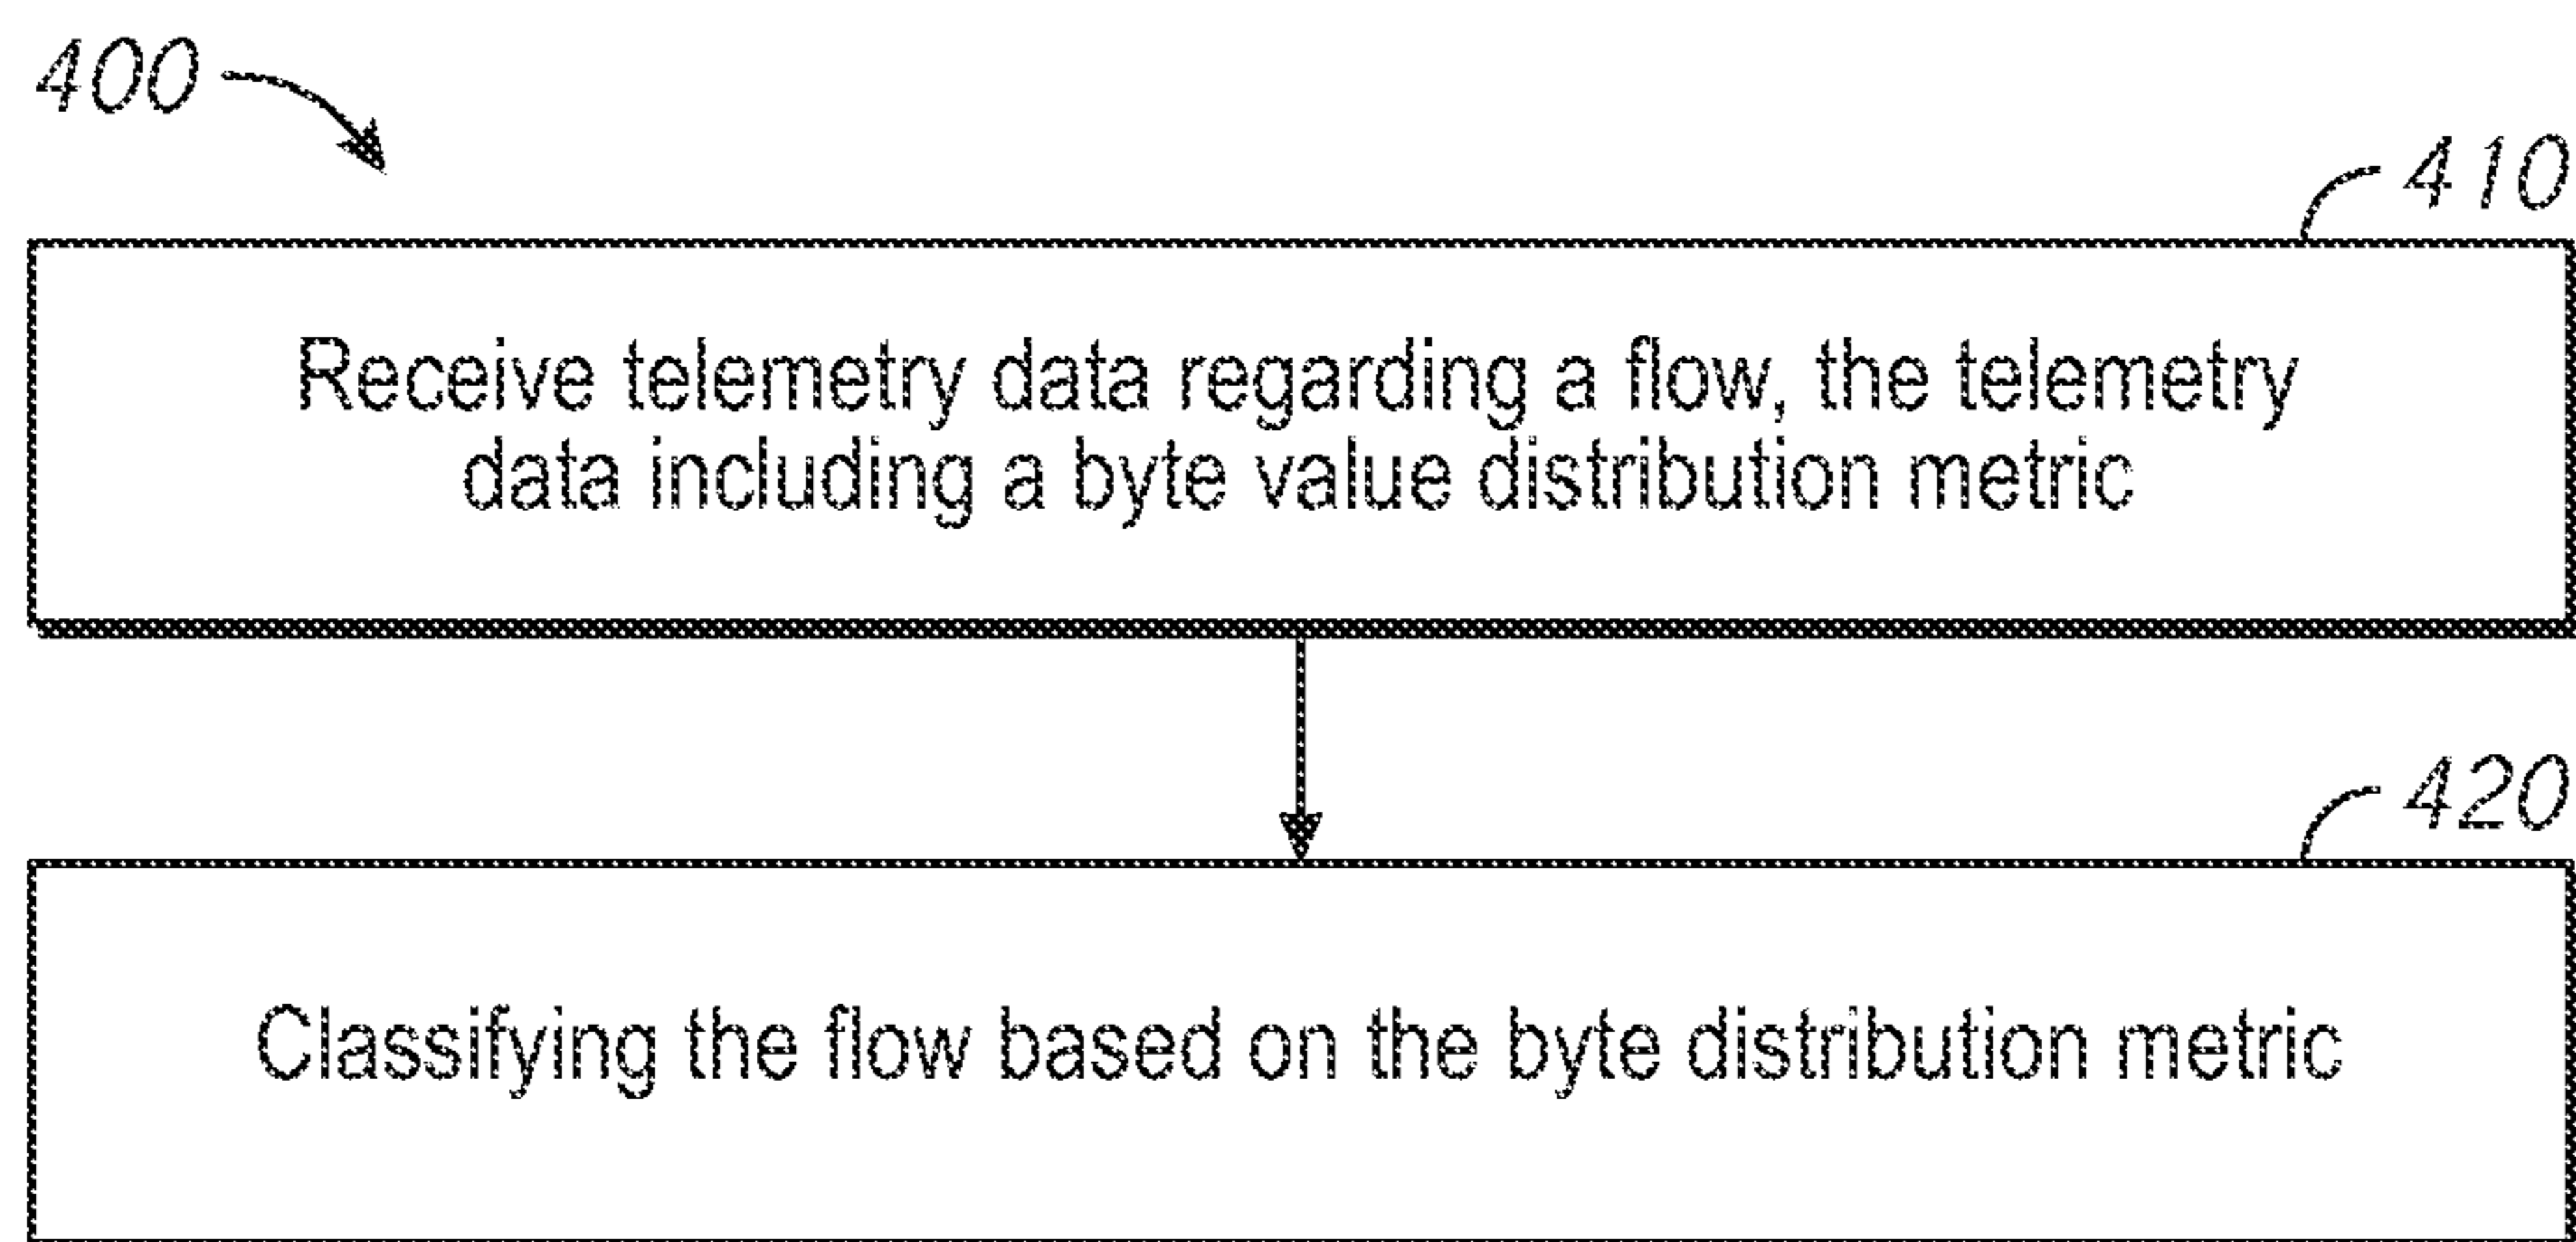 400
410
Receive telemetry data regarding a flow, the telemetry
data including a byte value distribution metric
420
Classifying the flow based on the byte distribution metric